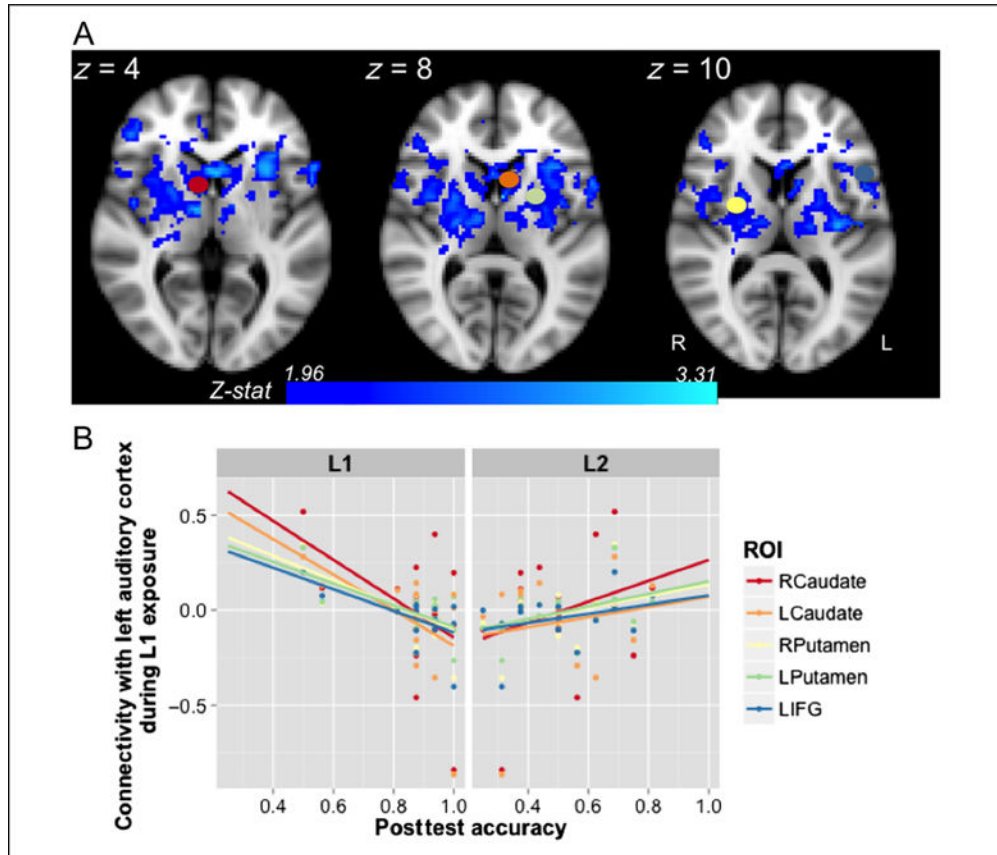 A
z = 4
z = 8
z = 10
R
L
Z-stat
1.96
3.31
B
L1
L2
Connectivity with left auditory cortex
during L1 exposure
0.5
0.0
−0.5
0.4
0.6
0.8
1.0
0.4
0.6
0.8
1.0
Posttest accuracy
ROI
RCaudate
LCaudate
RPutamen
LPutamen
LIFG